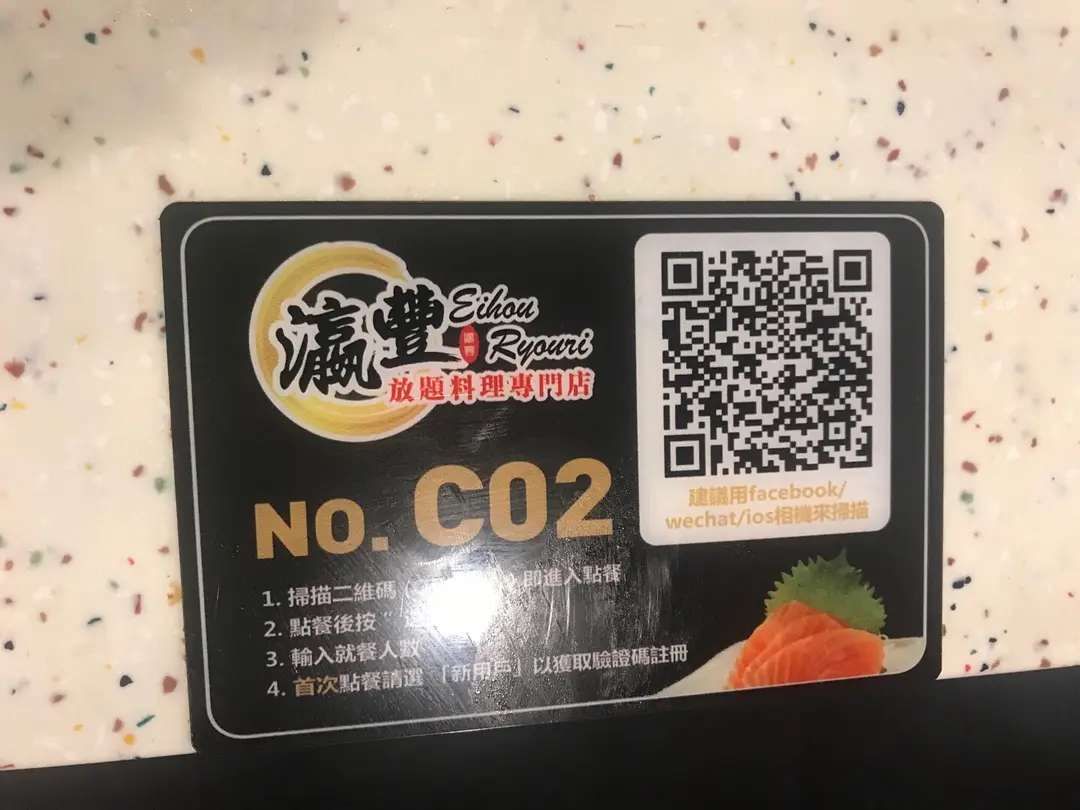 瀛豐
Eihou
Ryouri
瀛豐
放題料理專門店
NO. C02
建議用facebook/
wechat/ios相機來掃描
1. 掃描二維碼 即進入點餐
2. 點餐後按 “
3. 輸入就餐人數
4. 首次點餐請選 「新用戶」以獲取驗證碼註冊